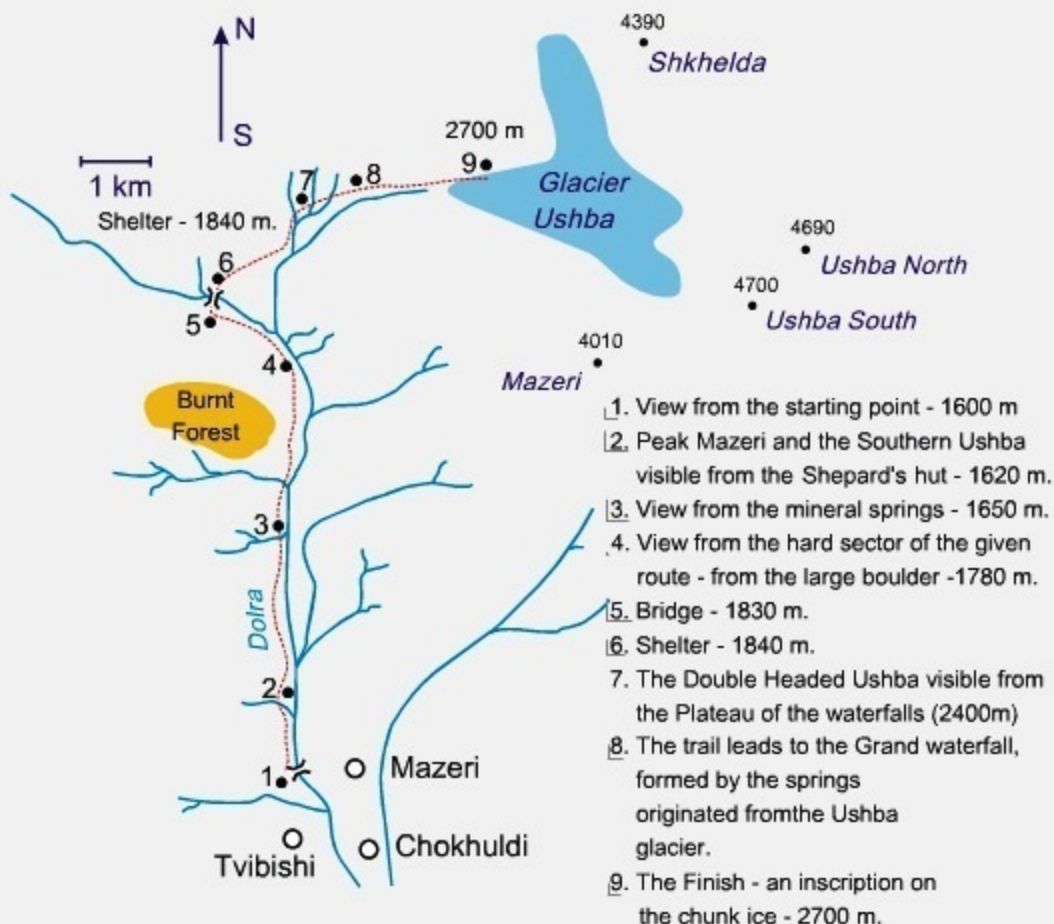 N
S
1 km
4390
Shkhelda
2700 m
9
8
7
Glacier
Ushba
Shelter - 1840 m.
6
5
4
4690
Ushba North
4700
Ushba South
4010
Mazeri
Burnt
Forest
3
Dolra
2
1
Mazeri
Chokhuldi
Tvibishi
1. View from the starting point - 1600 m
2. Peak Mazeri and the Southern Ushba
visible from the Shepard's hut - 1620 m.
3. View from the mineral springs - 1650 m.
4. View from the hard sector of the given
route - from the large boulder -1780 m.
5. Bridge - 1830 m.
6. Shelter - 1840 m.
7. The Double Headed Ushba visible from
the Plateau of the waterfalls (2400m)
8. The trail leads to the Grand waterfall,
formed by the springs
originated fromthe Ushba
glacier.
9. The Finish - an inscription on
the chunk ice - 2700 m.